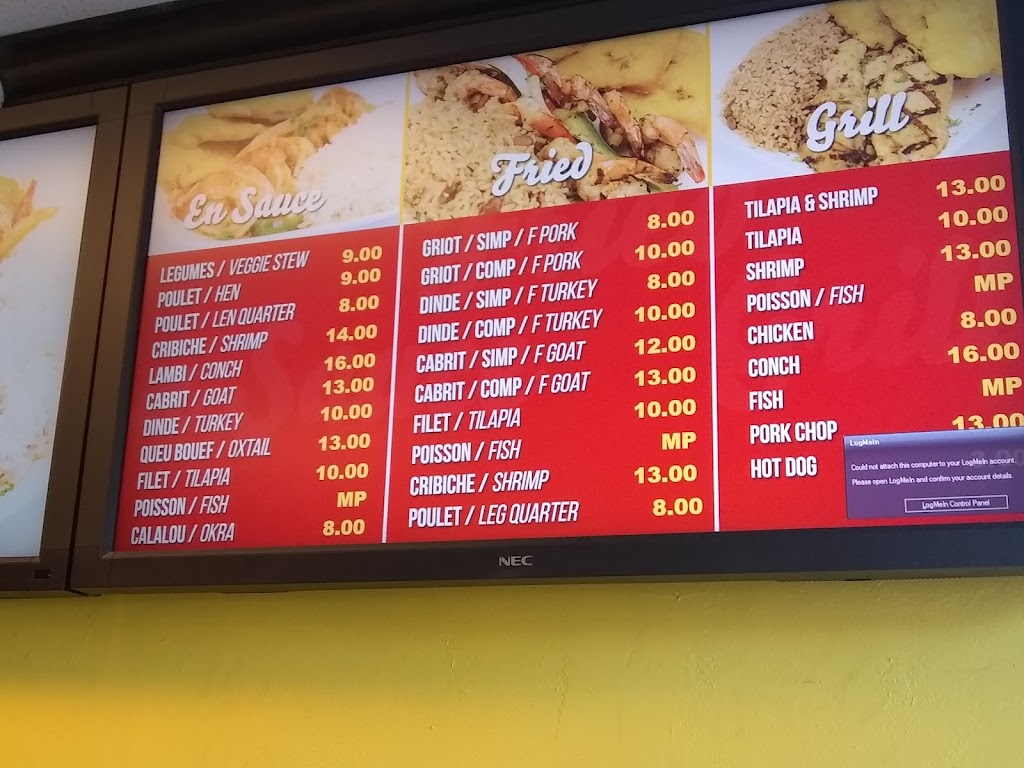 En Sauce
LEGUMES / VEGGIE STEW 9.00
POULET / HEN 9.00
POULET / LEN QUARTER 8.00
CRIBICHE / SHRIMP 14.00
LAMBI / CONCH 16.00
CABRIT / GOAT 13.00
DINDE / TURKEY 10.00
QUEU BOUEF / OXTAIL 13.00
FILET / TILAPIA 10.00
POISSON / FISH MP
CALALOU / OKRA 8.00
Fried
GRIOT / SIMP / F PORK 8.00
GRIOT / COMP / F PORK 10.00
DINDE / SIMP / F TURKEY 8.00
DINDE / COMP / F TURKEY 10.00
CABRIT / SIMP / F GOAT 12.00
CABRIT / COMP / F GOAT 13.00
FILET / TILAPIA 10.00
POISSON / FISH MP
CRIBICHE / SHRIMP 13.00
POULET / LEG QUARTER 8.00
Grill
TILAPIA & SHRIMP 13.00
TILAPIA 10.00
SHRIMP 13.00
POISSON / FISH MP
CHICKEN 8.00
CONCH 16.00
FISH MP
PORK CHOP 13.00
HOT DOG
LogMeIn
Could not attach this computer to your LogMeIn account.
Please open LogMeIn and confirm your account details.
LogMeIn Control Panel
NEC